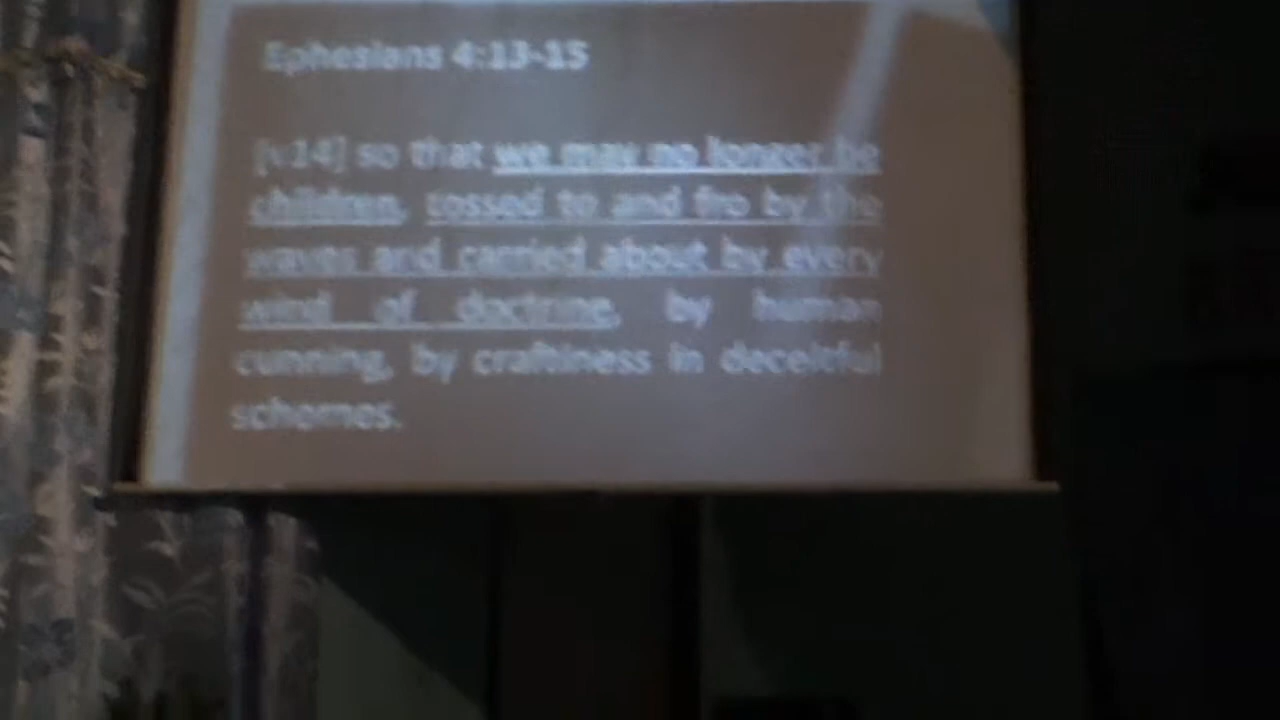 Ephesians 4:13-15
[v14] so that we may no longer be
children, tossed to and fro by the
waves and carried about by every
wind of doctrine, by human
cunning, by craftiness in deceitful
schemes.